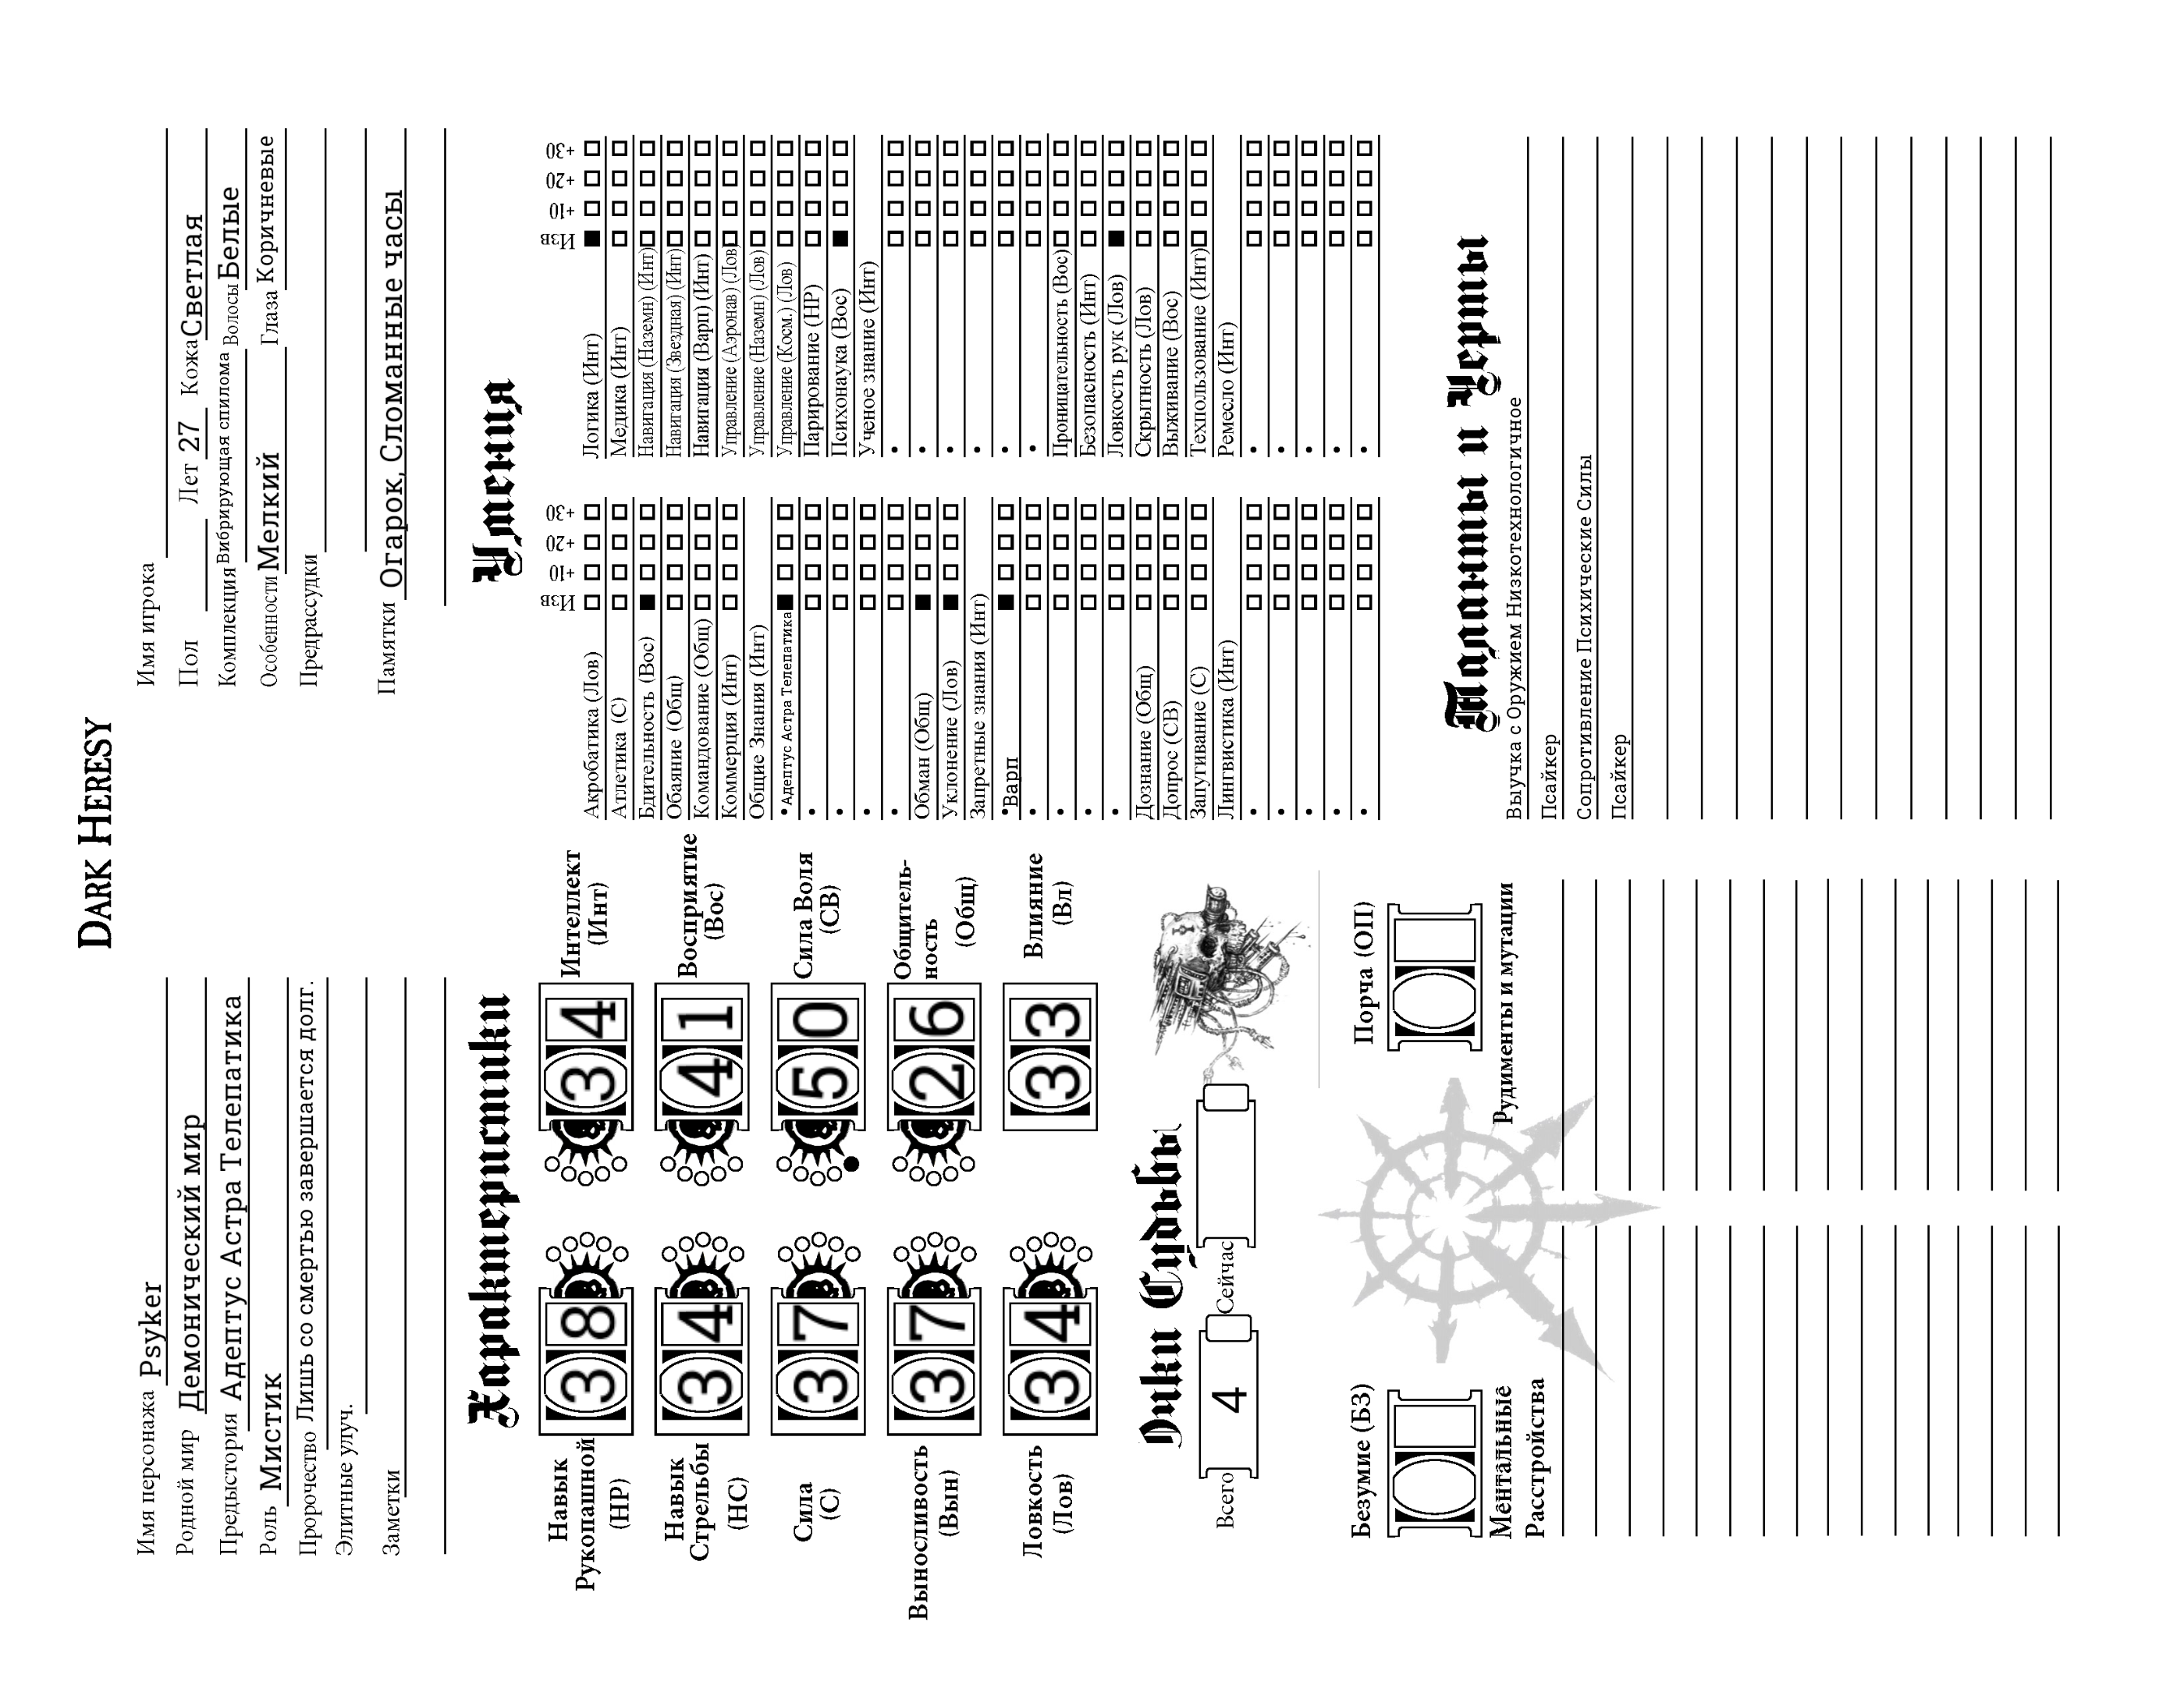 DARK HERESY
Имя персонажа Psyker
Родной мир Демонический мир
Предыстория Адептус Астра Телепатика
Роль Мистик
Пророчество Лишь со смертью завершается долг.
Элитные улуч.
Заметки
Имя игрока
Пол Лет 27 Кожа Светлая
Комплекция Вибрирующая спилома Волосы Белые
Особенности Мелкий Глаза Коричневые
Предрассудки
Памятки Огарок, Сломанные часы
Характеристики
Навык
Рукопашной
(НР)
38
Интеллект
(Инт)
34
Навык
Стрельбы
(НС)
34
Восприятие
(Вос)
41
Сила
(С)
37
Сила Воля
(СВ)
50
Выносливость
(Вын)
37
Общитель-
ность
(Общ)
26
Ловкость
(Лов)
34
Влияние
(Вл)
33
Умения
Изв +10 +20 +30
Акробатика (Лов)
Атлетика (С)
Бдительность (Вос)
Обаяние (Общ)
Командование (Общ)
Коммерция (Инт)
Общие Знания (Инт)
• Адептус Астра Телепатика
•
•
•
•
Обман (Общ)
Уклонение (Лов)
Запретные знания (Инт)
• Варп
•
•
•
•
Дознание (Общ)
Допрос (СВ)
Запугивание (С)
Лингвистика (Инт)
•
•
•
•
•
Изв +10 +20 +30
Логика (Инт)
Медика (Инт)
Навигация (Наземн) (Инт)
Навигация (Звездная) (Инт)
Навигация (Варп) (Инт)
Управление (Аэронав) (Лов)
Управление (Наземн) (Лов)
Управление (Косм.) (Лов)
Парирование (НР)
Психонаука (Вос)
Ученое знание (Инт)
•
•
•
•
•
•
Проницательность (Вос)
Безопасность (Инт)
Ловкость рук (Лов)
Скрытность (Лов)
Выживание (Вос)
Техпользование (Инт)
Ремесло (Инт)
•
•
•
•
•
Очки Судьбы
Всего 4 Сейчас
Безумие (БЗ)
Ментальные
Расстройства
Порча (ОП)
Рудименты и мутации
Таланты и Черты
Выучка с Оружием Низкотехнологичное
Псайкер
Сопротивление Психические Силы
Псайкер